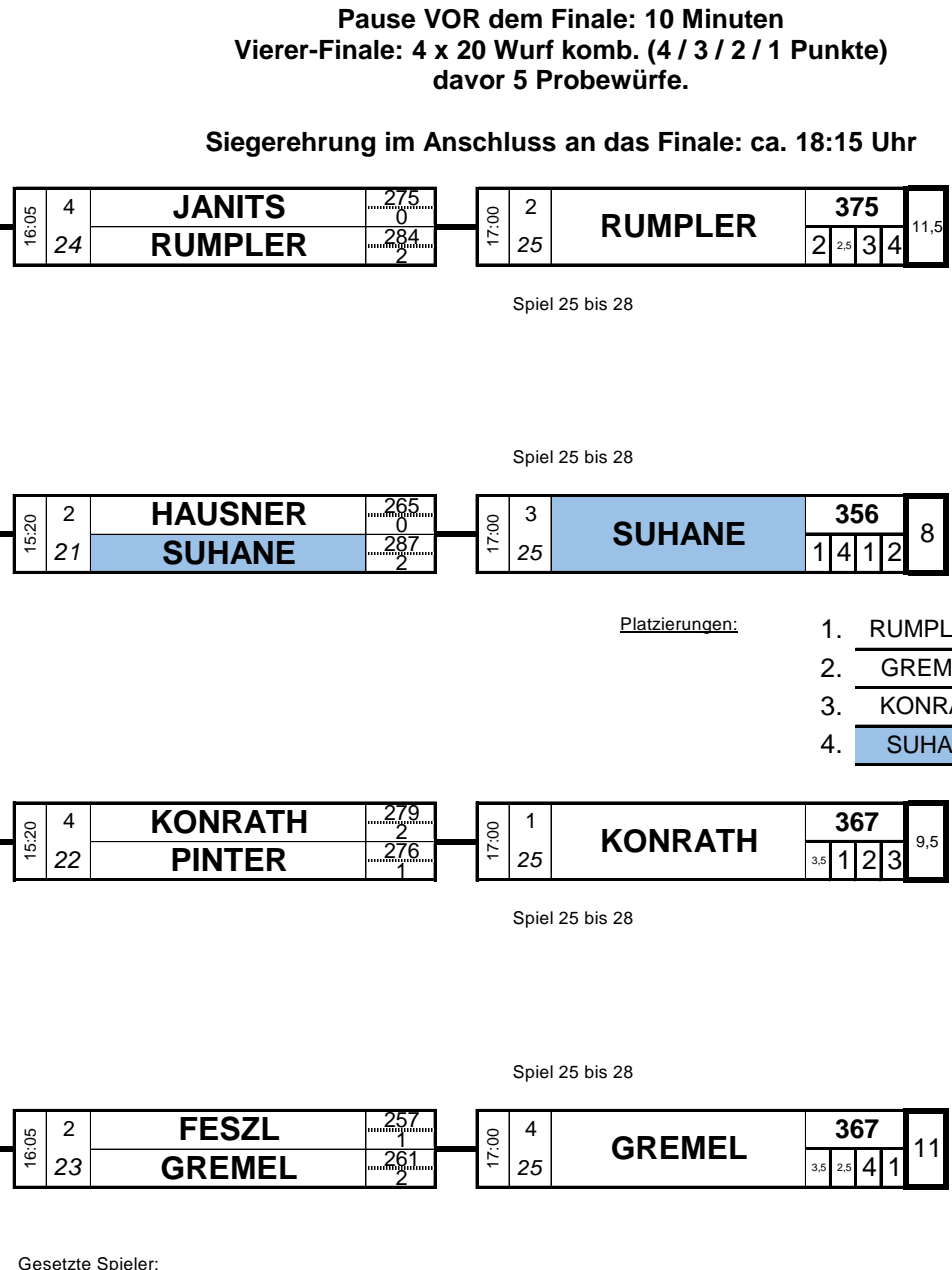 Pause VOR dem Finale: 10 Minuten
Vierer-Finale: 4 x 20 Wurf komb. (4 / 3 / 2 / 1 Punkte)
davor 5 Probewürfe.
Siegerehrung im Anschluss an das Finale: ca. 18:15 Uhr
16:05 4 JANITS 275 0
24 RUMPLER 284 2
17:00 2 25 RUMPLER 375 11,5
2 2,5 3 4
Spiel 25 bis 28
Spiel 25 bis 28
15:20 2 HAUSNER 265 0
21 SUHANE 287 2
17:00 3 25 SUHANE 356 8
1 4 1 2
Platzierungen:
1. RUMPL
2. GREM
3. KONRA
4. SUHA
15:20 4 KONRATH 279 2
22 PINTER 276 1
17:00 1 25 KONRATH 367 9,5
3,5 1 2 3
Spiel 25 bis 28
Spiel 25 bis 28
16:05 2 FESZL 257 1
23 GREMEL 261 2
17:00 4 25 GREMEL 367 11
3,5 2,5 4 1
Gesetzte Spieler: